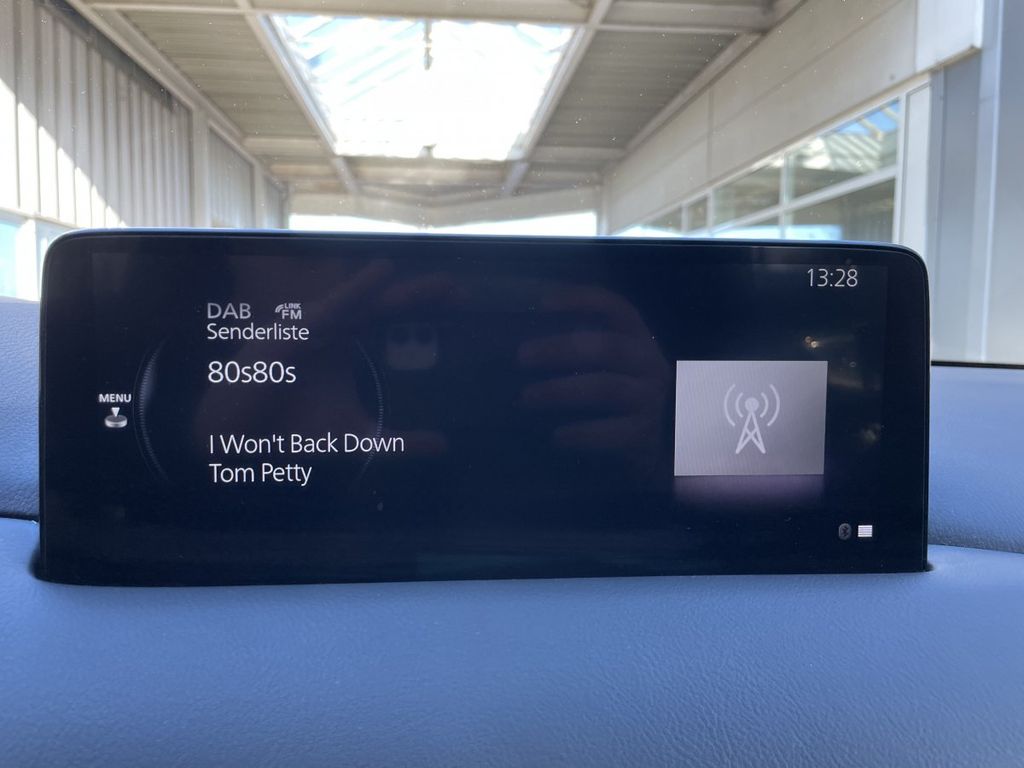 13:28
DAB LINK FM
Senderliste
80s80s
MENU
I Won't Back Down
Tom Petty